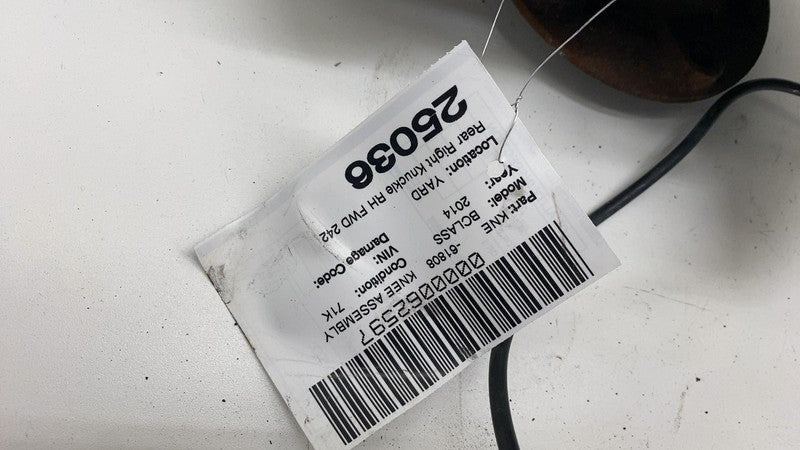 0000062597
Part: KNE -61808 KNEE ASSEMBLY
Model: BCLASS
Year: 2014
Condition: 71K
VIN:
Location: YARD
Damage Code:
Rear Right Knuckle RH FWD 242
25036